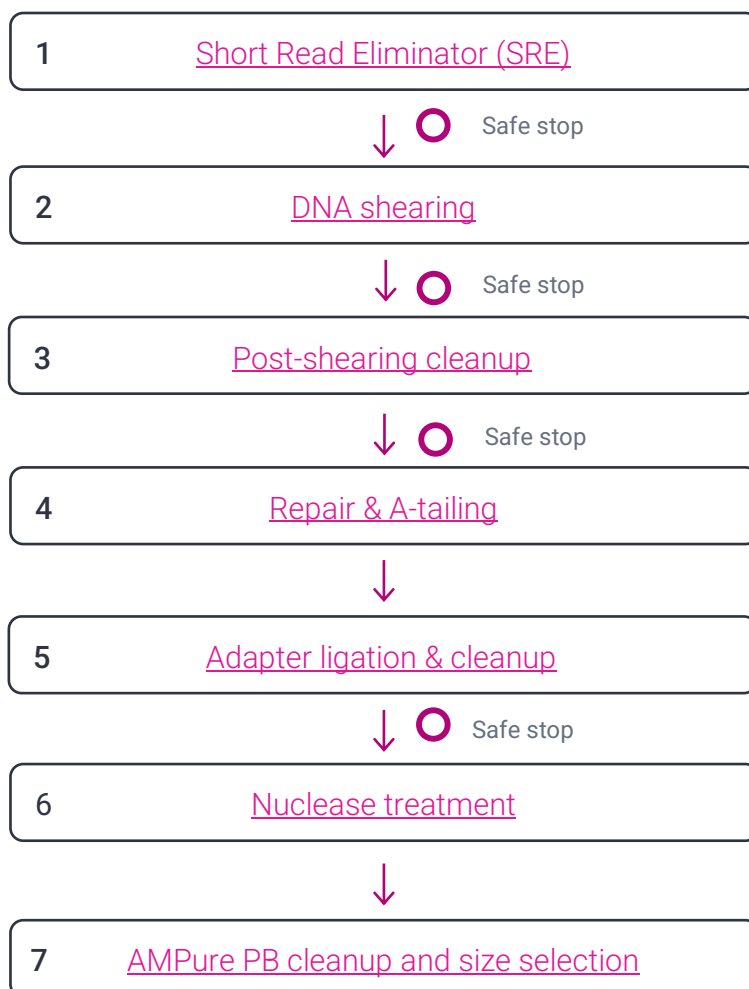 1 Short Read Eliminator (SRE)
Safe stop
2 DNA shearing
Safe stop
3 Post-shearing cleanup
Safe stop
4 Repair & A-tailing
5 Adapter ligation & cleanup
Safe stop
6 Nuclease treatment
7 AMPure PB cleanup and size selection